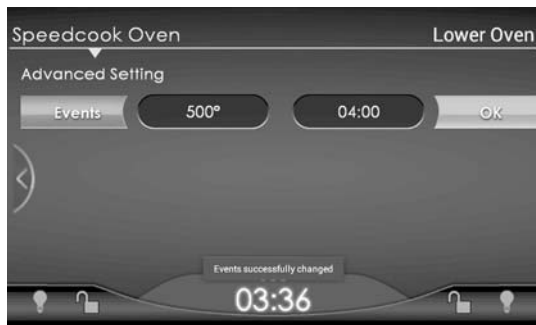 Speedcook Oven Lower Oven
Advanced Setting
Events 500° 04:00 OK
Events successfully changed
03:36